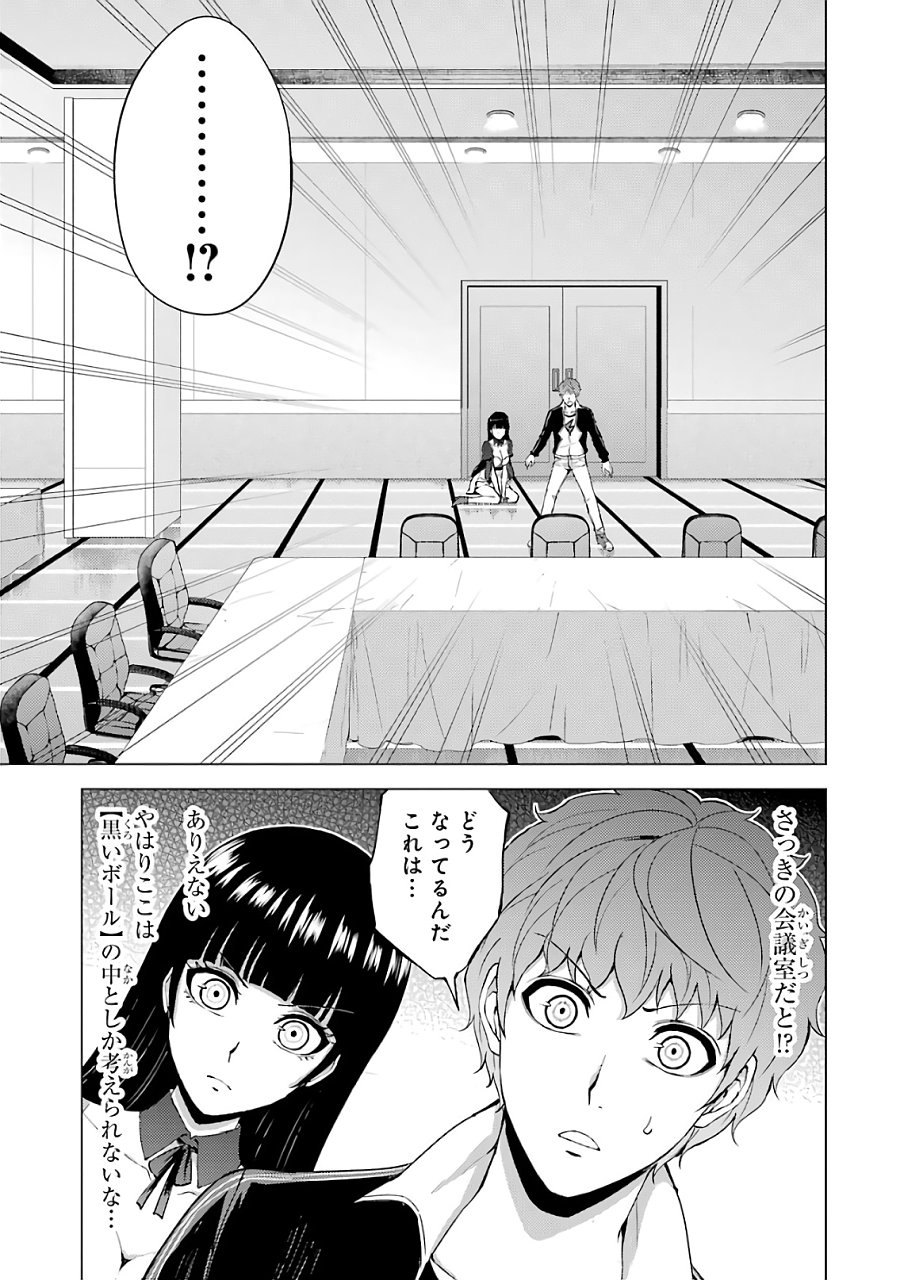 ・・・・・・・・・・・!?
さっきの会議室だと!?
どう
なってるんだ
これは…
ありえない
やはりここは
【黒いボール】の中としか考えられないな…